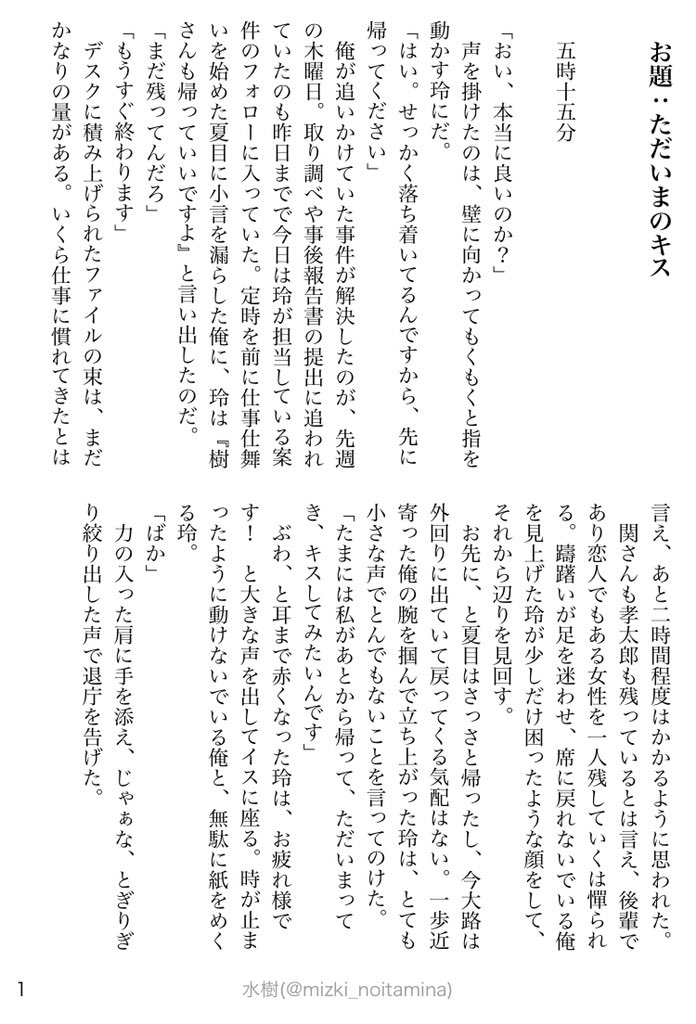 お題：ただいまのキス
五時十五分
「おい、本当に良いのか？」
　声を掛けたのは、壁に向かってもくもくと指を
動かす玲にだ。
「はい。せっかく落ち着いてるんですから、先に
帰ってください」
　俺が追いかけていた事件が解決したのが、先週
の木曜日。取り調べや事後報告書の提出に追われ
ていたのも昨日までで今日は玲が担当している案
件のフォローに入っていた。定時を前に仕事仕舞
いを始めた夏目に小言を漏らした俺に、玲は『樹
さんも帰っていいですよ』と言い出したのだ。
「まだ残ってんだろ」
「もうすぐ終わります」
　デスクに積み上げられたファイルの束は、まだ
かなりの量がある。いくら仕事に慣れてきたとは
言え、あと二時間程度はかかるように思われた。
　関さんも孝太郎も残っているとは言え、後輩で
あり恋人でもある女性を一人残していくは憚られ
る。躊躇いが足を迷わせ、席に戻れないでいる俺
を見上げた玲が少しだけ困ったような顔をして、
それから辺りを見回す。
　お先に、と夏目はさっさと帰ったし、今大路は
外回りに出ていて戻ってくる気配はない。一歩近
寄った俺の腕を掴んで立ち上がった玲は、とても
小さな声でとんでもないことを言ってのけた。
「たまには私があとから帰って、ただいまって
き、キスしてみたいんです」
　ぶわ、と耳まで赤くなった玲は、お疲れ様で
す！　と大きな声を出してイスに座る。時が止ま
ったように動けないでいる俺と、無駄に紙をめく
る玲。
「ばか」
　力の入った肩に手を添え、じゃぁな、とぎりぎ
り絞り出した声で退庁を告げた。
水樹(@mizki_noitamina)
1